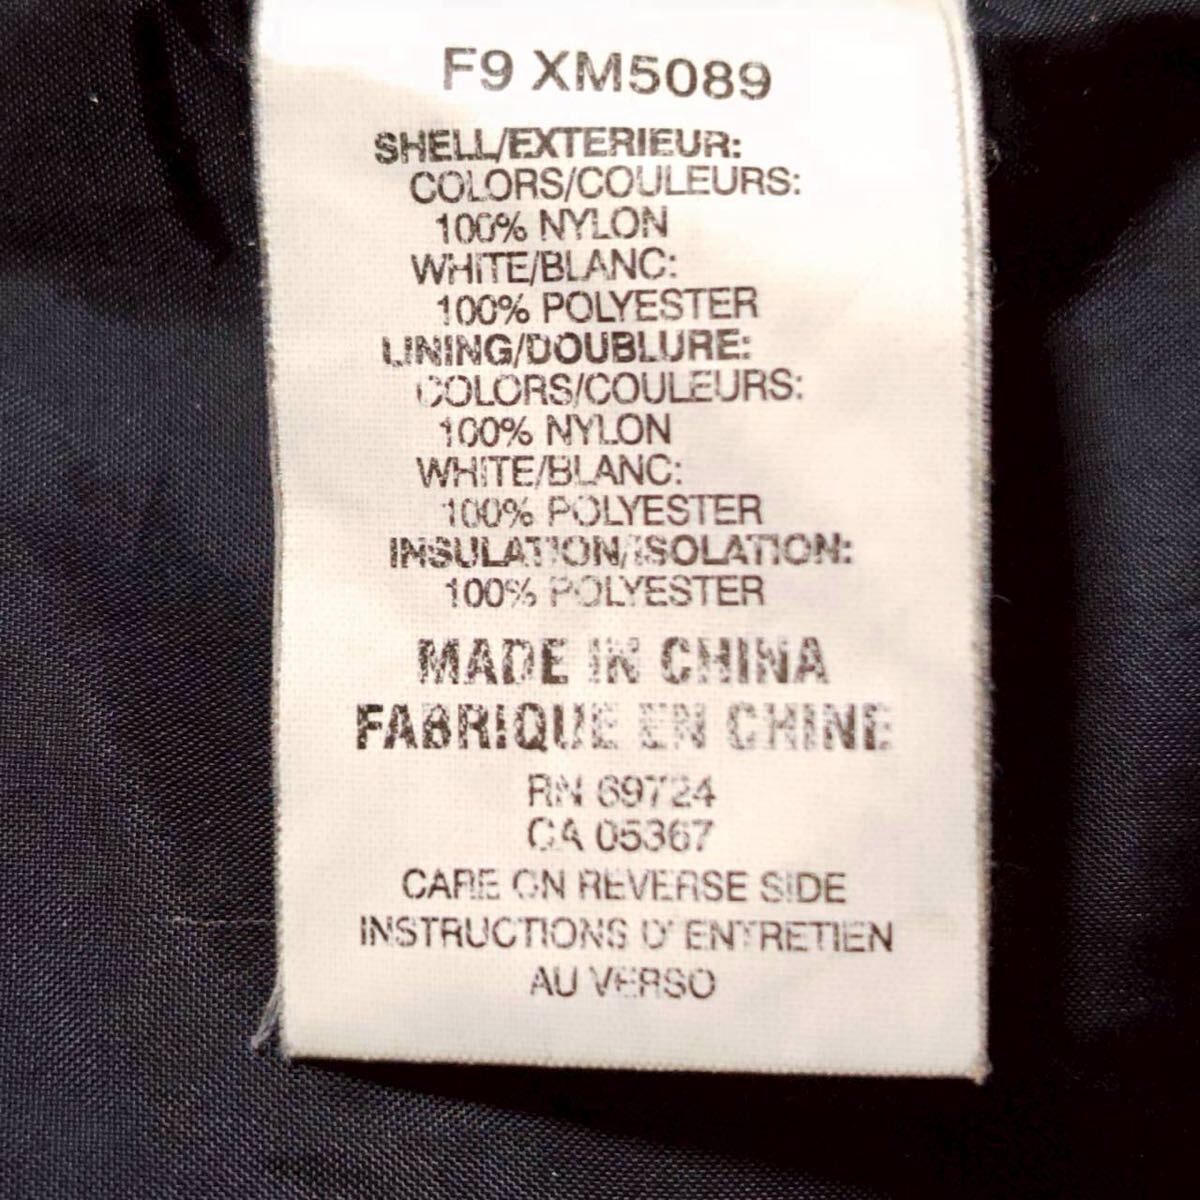 F9 XM5089
SHELL/EXTERIEUR:
COLORS/COULEURS:
100% NYLON
WHITE/BLANC:
100% POLYESTER
LINING/DOUBLURE:
COLORS/COULEURS:
100% NYLON
WHITE/BLANC:
100% POLYESTER
INSULATION/ISOLATION:
100% POLYESTER
MADE IN CHINA
FABRIQUE EN CHINE
RN 69724
CA 05367
CARE ON REVERSE SIDE
INSTRUCTIONS D' ENTRETIEN
AU VERSO